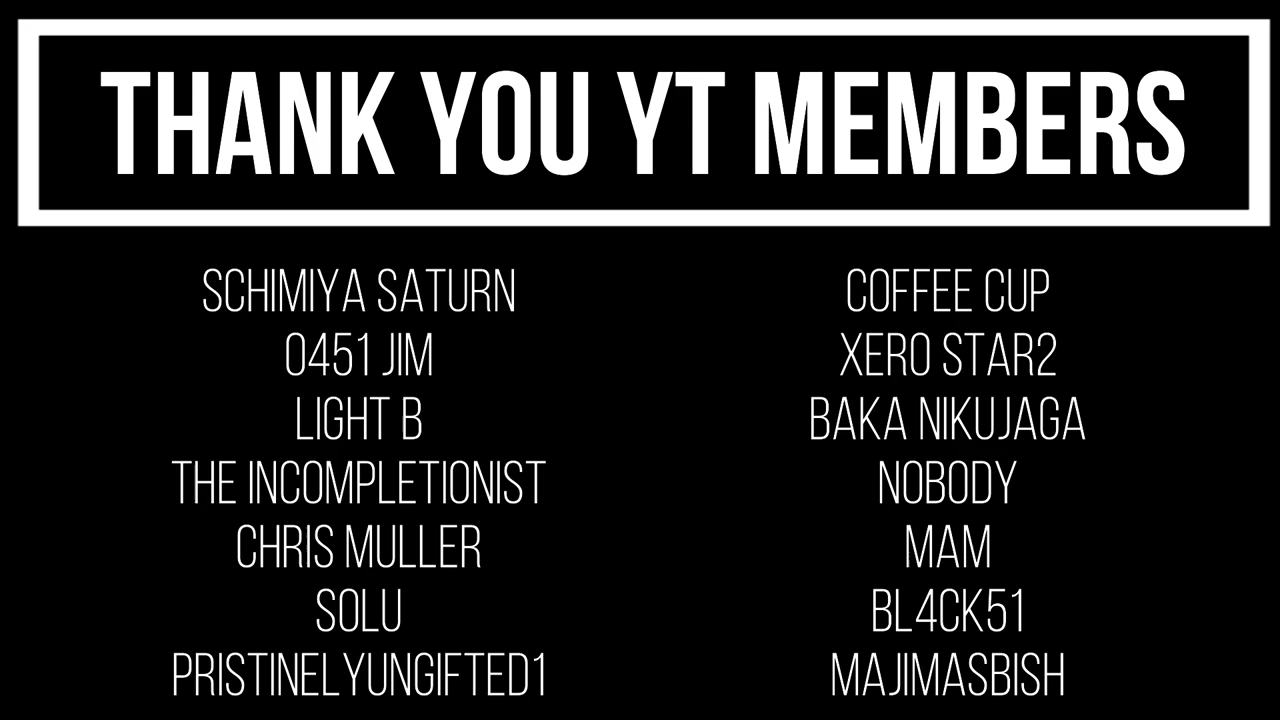 THANK YOU YT MEMBERS
SCHIMIYA SATURN
0451 JIM
LIGHT B
THE INCOMPLETIONIST
CHRIS MULLER
SOLU
PRISTINELYUNGIFTED1
COFFEE CUP
XERO STAR2
BAKA NIKUJAGA
NOBODY
MAM
BL4CK51
MAJIMASBISH